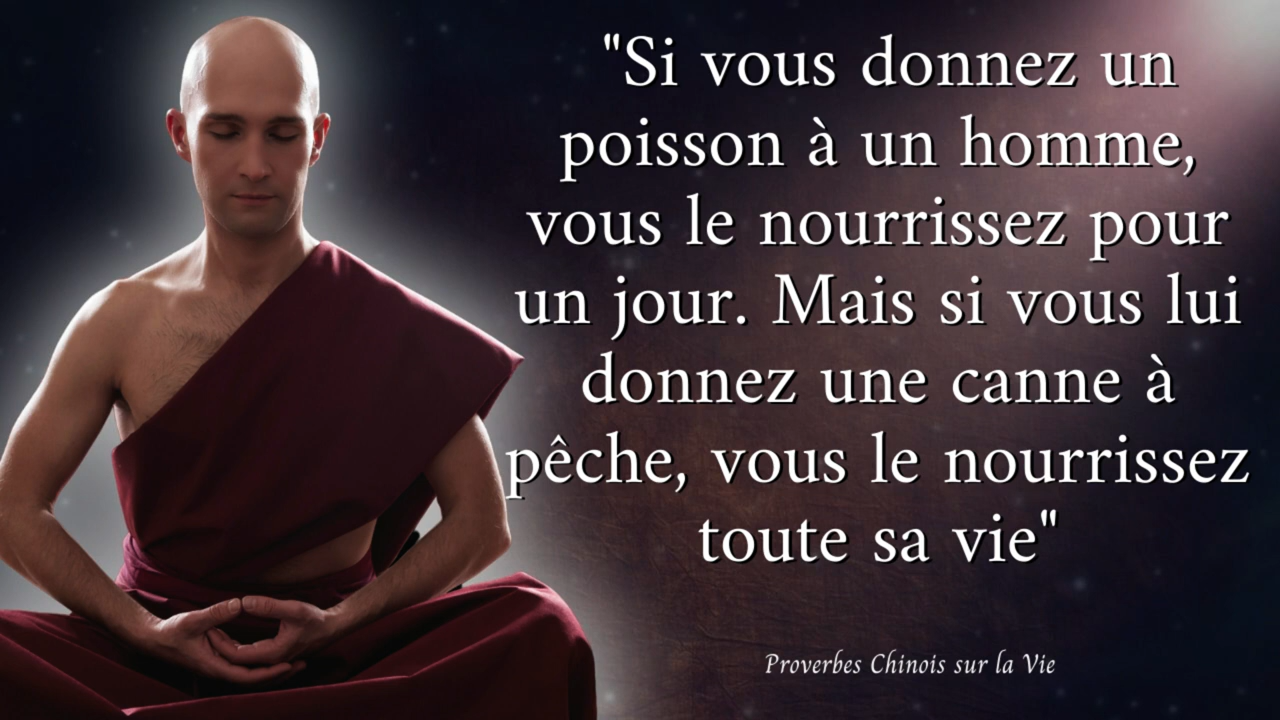 "Si vous donnez un
poisson à un homme,
vous le nourrissez pour
un jour. Mais si vous lui
donnez une canne à
pêche, vous le nourrissez
toute sa vie"
Proverbes Chinois sur la Vie